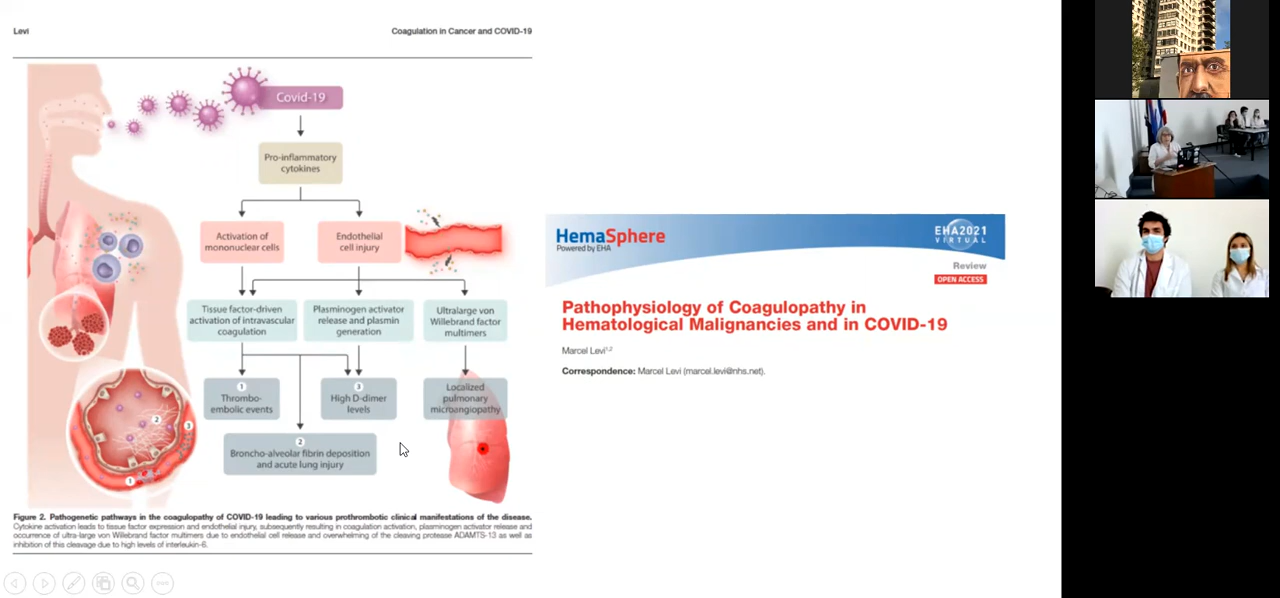 Levi
Coagulation in Cancer and COVID-19
Covid-19
Pro-inflammatory
cytokines
Activation of
mononuclear cells
Endothelial
cell injury
Tissue factor-driven
activation of intravascular
coagulation
Plasminogen activator
release and plasmin
generation
Ultralarge von
Willebrand factor
multimers
1
Thrombo-
embolic events
3
High D-dimer
levels
Localized
pulmonary
microangiopathy
2
Broncho-alveolar fibrin deposition
and acute lung injury
2
3
1
Figure 2. Pathogenetic pathways in the coagulopathy of COVID-19 leading to various prothrombotic clinical manifestations of the disease.
Cytokine activation leads to tissue factor expression and endothelial injury, subsequently resulting in coagulation activation, plasminogen activator release and
occurrence of ultra-large von Willebrand factor multimers due to endothelial cell release and overwhelming of the cleaving protease ADAMTS-13 as well as
inhibition of this cleavage due to high levels of interleukin-6.
HemaSphere
Powered by EHA
EHA2021
VIRTUAL
Review
OPEN ACCESS
Pathophysiology of Coagulopathy in
Hematological Malignancies and in COVID-19
Marcel Levi1,2
Correspondence: Marcel Levi (marcel.levi@nhs.net).